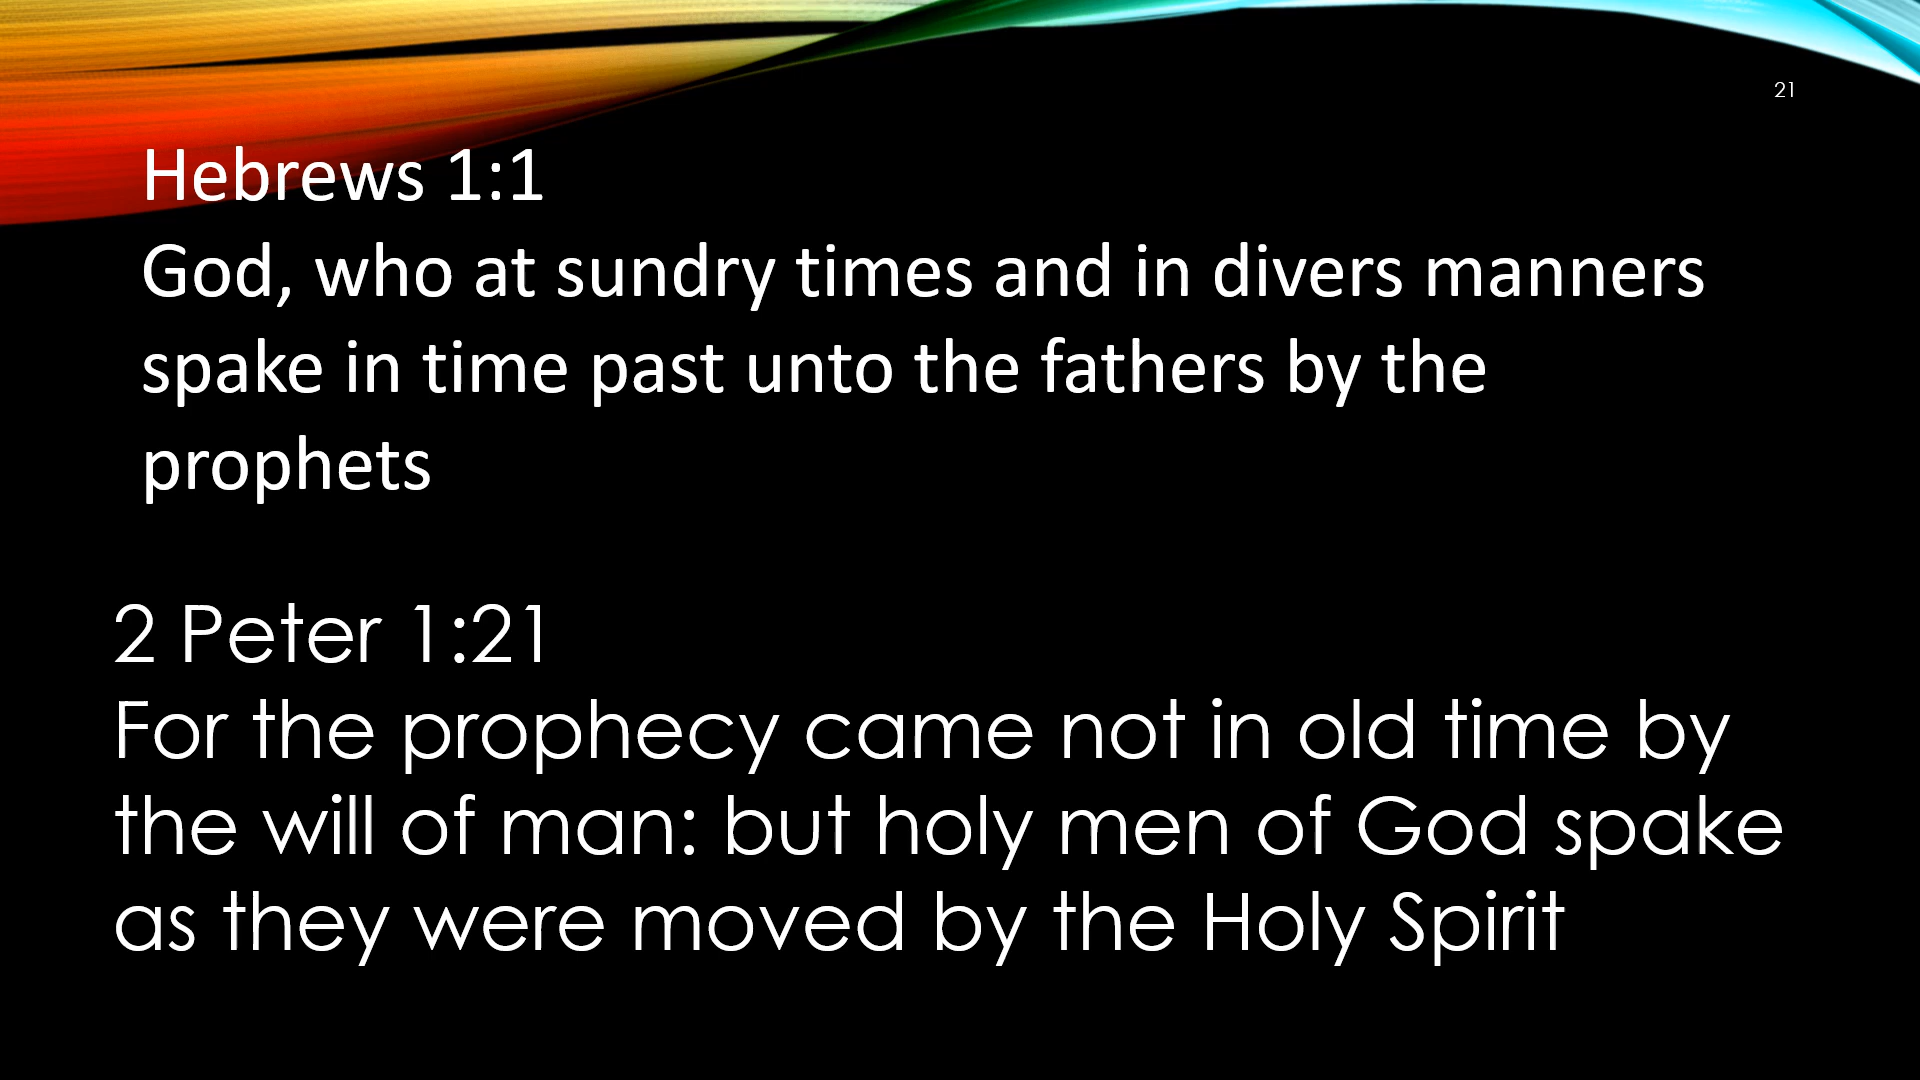 21
Hebrews 1:1
God, who at sundry times and in divers manners
spake in time past unto the fathers by the
prophets
2 Peter 1:21
For the prophecy came not in old time by
the will of man: but holy men of God spake
as they were moved by the Holy Spirit